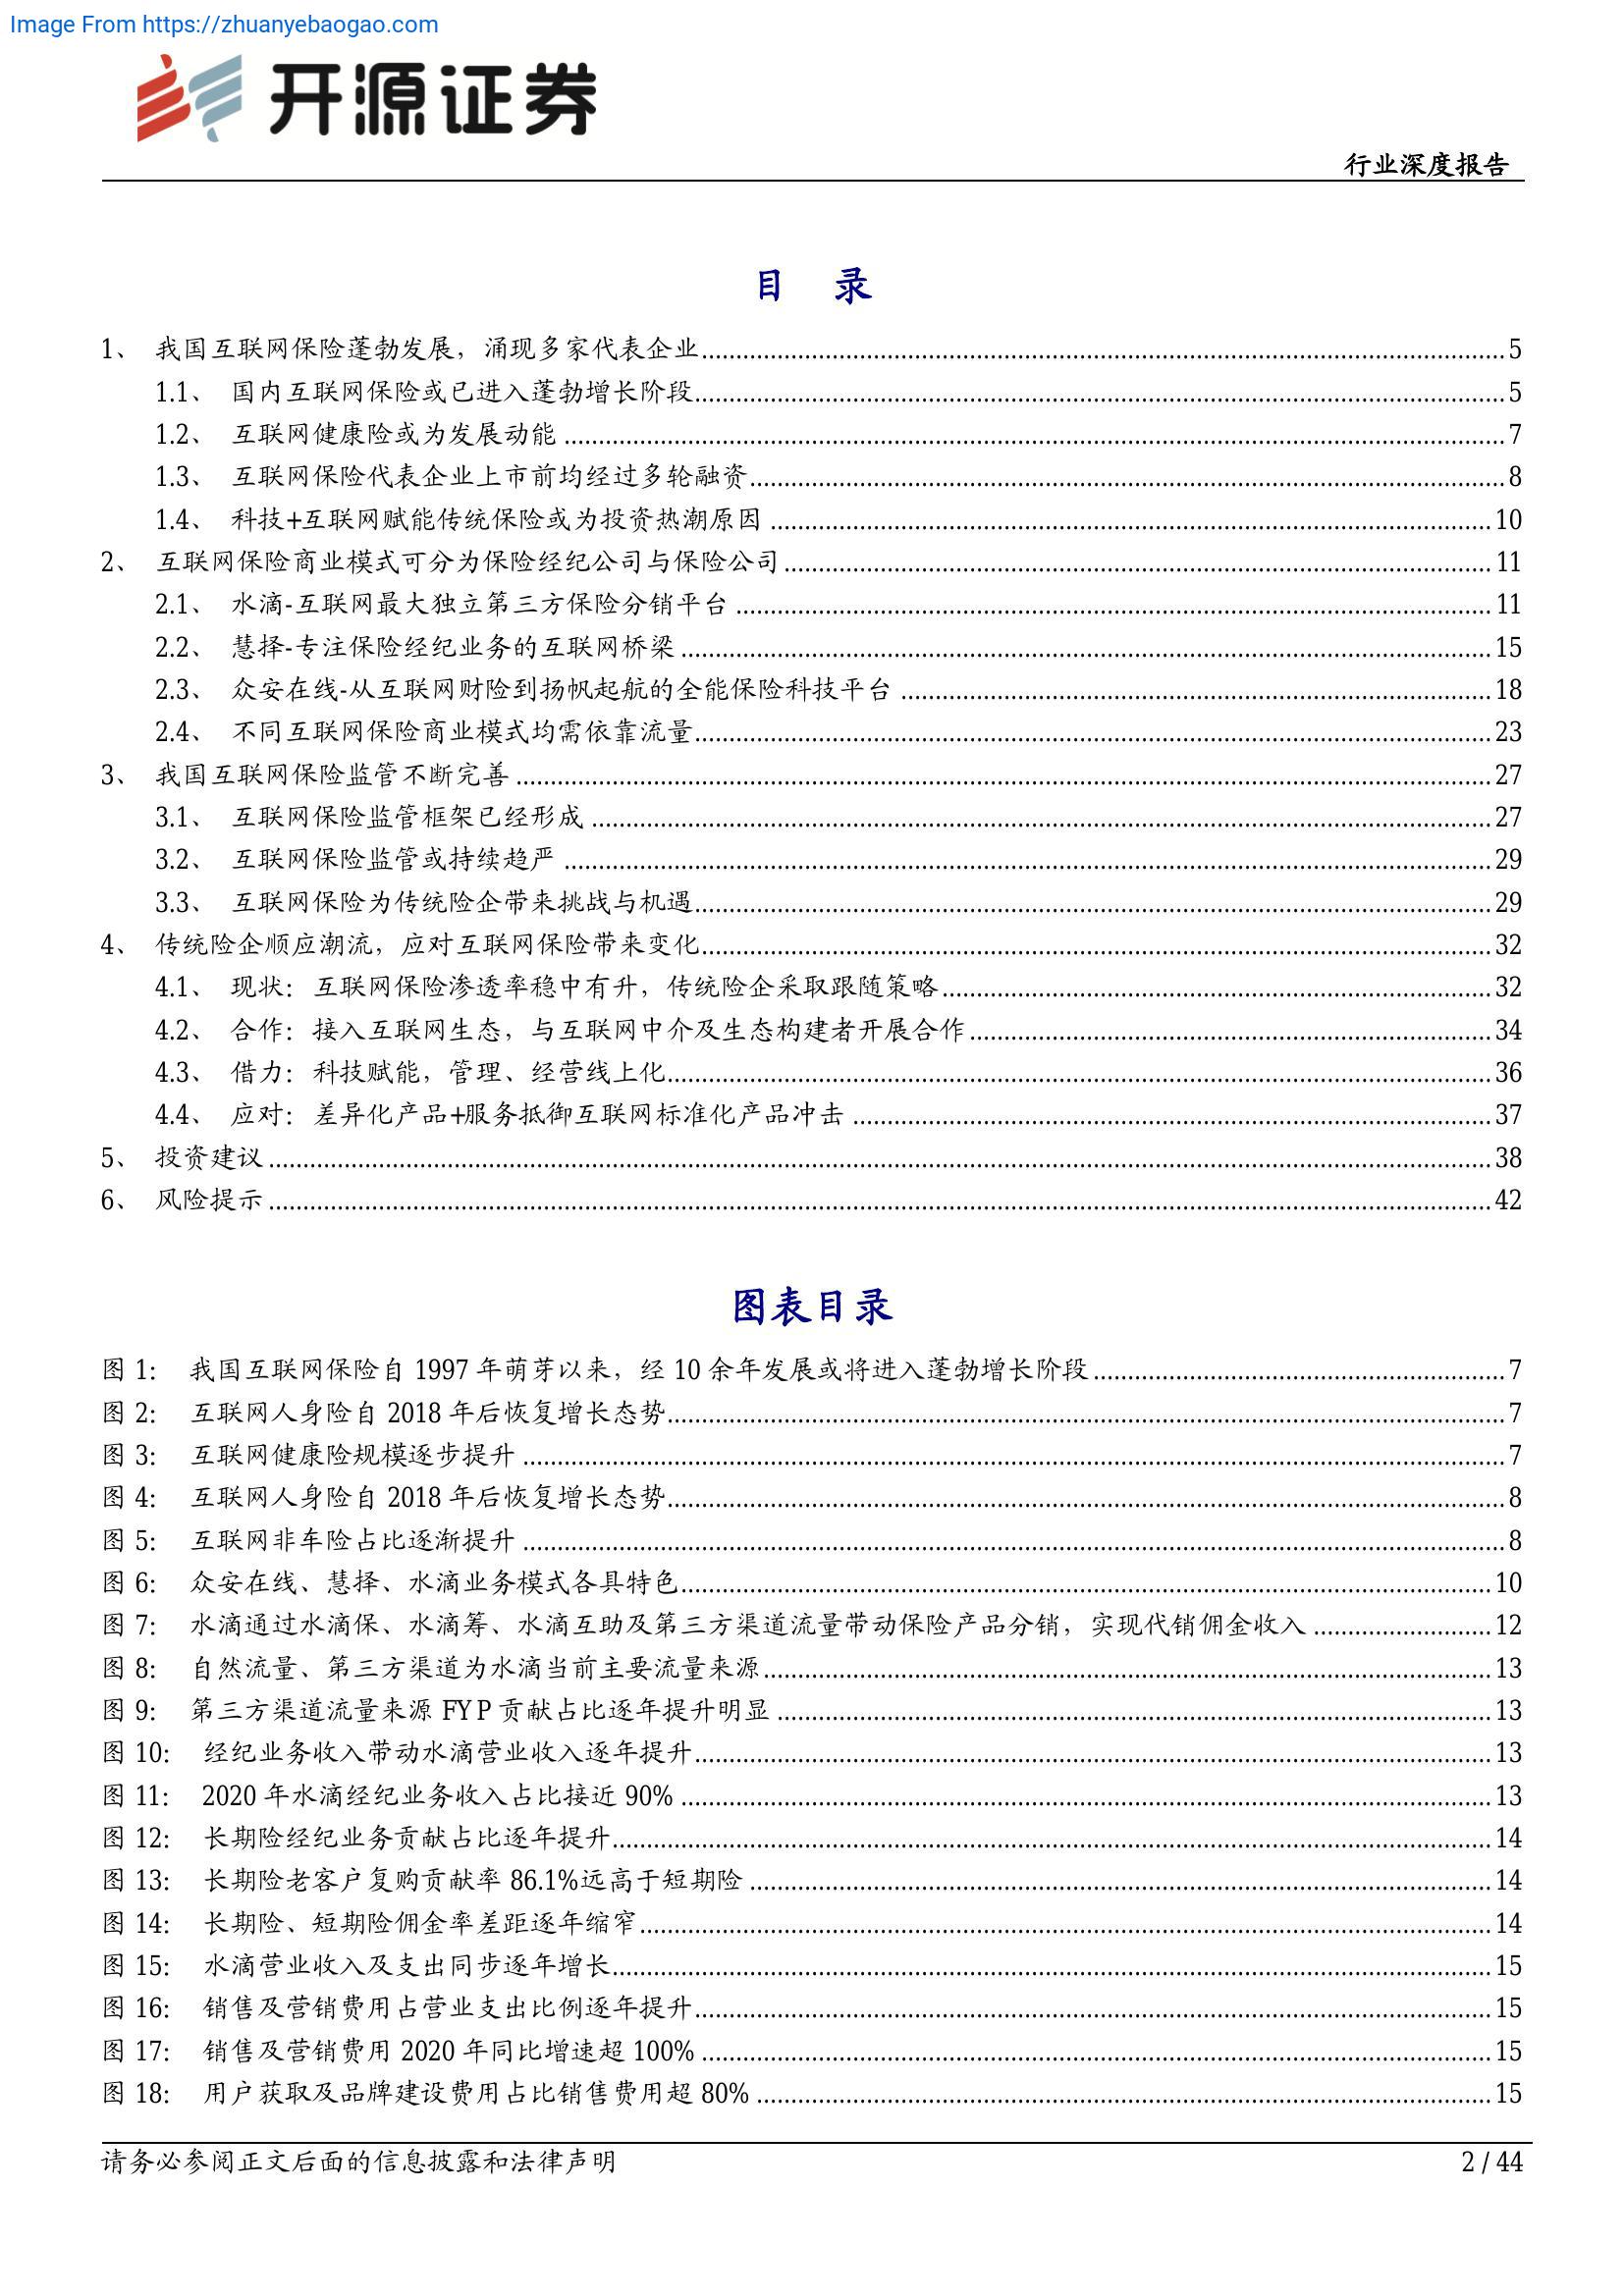 Image From https://zhuanyebaogao.com
开源证券
行业深度报告
目 录
1、 我国互联网保险蓬勃发展，涌现多家代表企业 5
1.1、 国内互联网保险或已进入蓬勃增长阶段 5
1.2、 互联网健康险或为发展动能 7
1.3、 互联网保险代表企业上市前均经过多轮融资 8
1.4、 科技+互联网赋能传统保险或为投资热潮原因 10
2、 互联网保险商业模式可分为保险经纪公司与保险公司 11
2.1、 水滴-互联网最大独立第三方保险分销平台 11
2.2、 慧择-专注保险经纪业务的互联网桥梁 15
2.3、 众安在线-从互联网财险到扬帆起航的全能保险科技平台 18
2.4、 不同互联网保险商业模式均需依靠流量 23
3、 我国互联网保险监管不断完善 27
3.1、 互联网保险监管框架已经形成 27
3.2、 互联网保险监管或持续趋严 29
3.3、 互联网保险为传统险企带来挑战与机遇 29
4、 传统险企顺应潮流，应对互联网保险带来变化 32
4.1、 现状：互联网保险渗透率稳中有升，传统险企采取跟随策略 32
4.2、 合作：接入互联网生态，与互联网中介及生态构建者开展合作 34
4.3、 借力：科技赋能，管理、经营线上化 36
4.4、 应对：差异化产品+服务抵御互联网标准化产品冲击 37
5、 投资建议 38
6、 风险提示 42
图表目录
图 1： 我国互联网保险自 1997 年萌芽以来，经 10 余年发展或将进入蓬勃增长阶段 7
图 2： 互联网人身险自 2018 年后恢复增长态势 7
图 3： 互联网健康险规模逐步提升 7
图 4： 互联网人身险自 2018 年后恢复增长态势 8
图 5： 互联网非车险占比逐渐提升 8
图 6： 众安在线、慧择、水滴业务模式各具特色 10
图 7： 水滴通过水滴保、水滴筹、水滴互助及第三方渠道流量带动保险产品分销，实现代销佣金收入 12
图 8： 自然流量、第三方渠道为水滴当前主要流量来源 13
图 9： 第三方渠道流量来源 FYP 贡献占比逐年提升明显 13
图 10： 经纪业务收入带动水滴营业收入逐年提升 13
图 11： 2020 年水滴经纪业务收入占比接近 90% 13
图 12： 长期险经纪业务贡献占比逐年提升 14
图 13： 长期险老客户复购贡献率 86.1%远高于短期险 14
图 14： 长期险、短期险佣金率差距逐年缩窄 14
图 15： 水滴营业收入及支出同步逐年增长 15
图 16： 销售及营销费用占营业支出比例逐年提升 15
图 17： 销售及营销费用 2020 年同比增速超 100% 15
图 18： 用户获取及品牌建设费用占比销售费用超 80% 15
请务必参阅正文后面的信息披露和法律声明 2 / 44